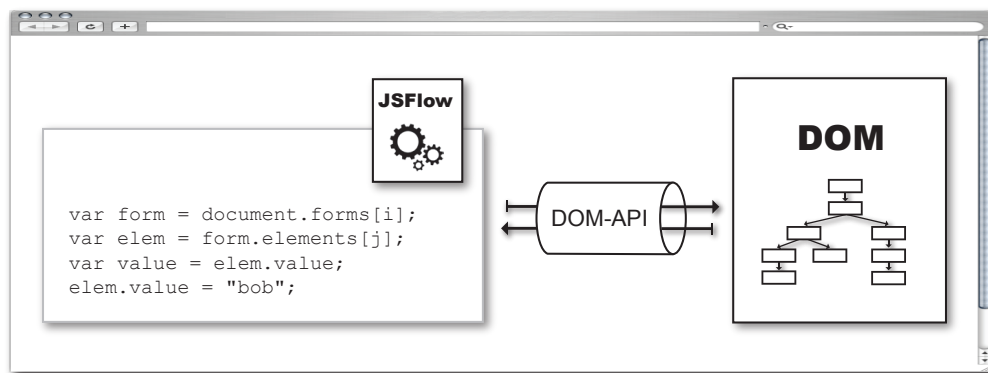 JSFlow
var form = document.forms[i];
var elem = form.elements[j];
var value = elem.value;
elem.value = "bob";
DOM-API
DOM